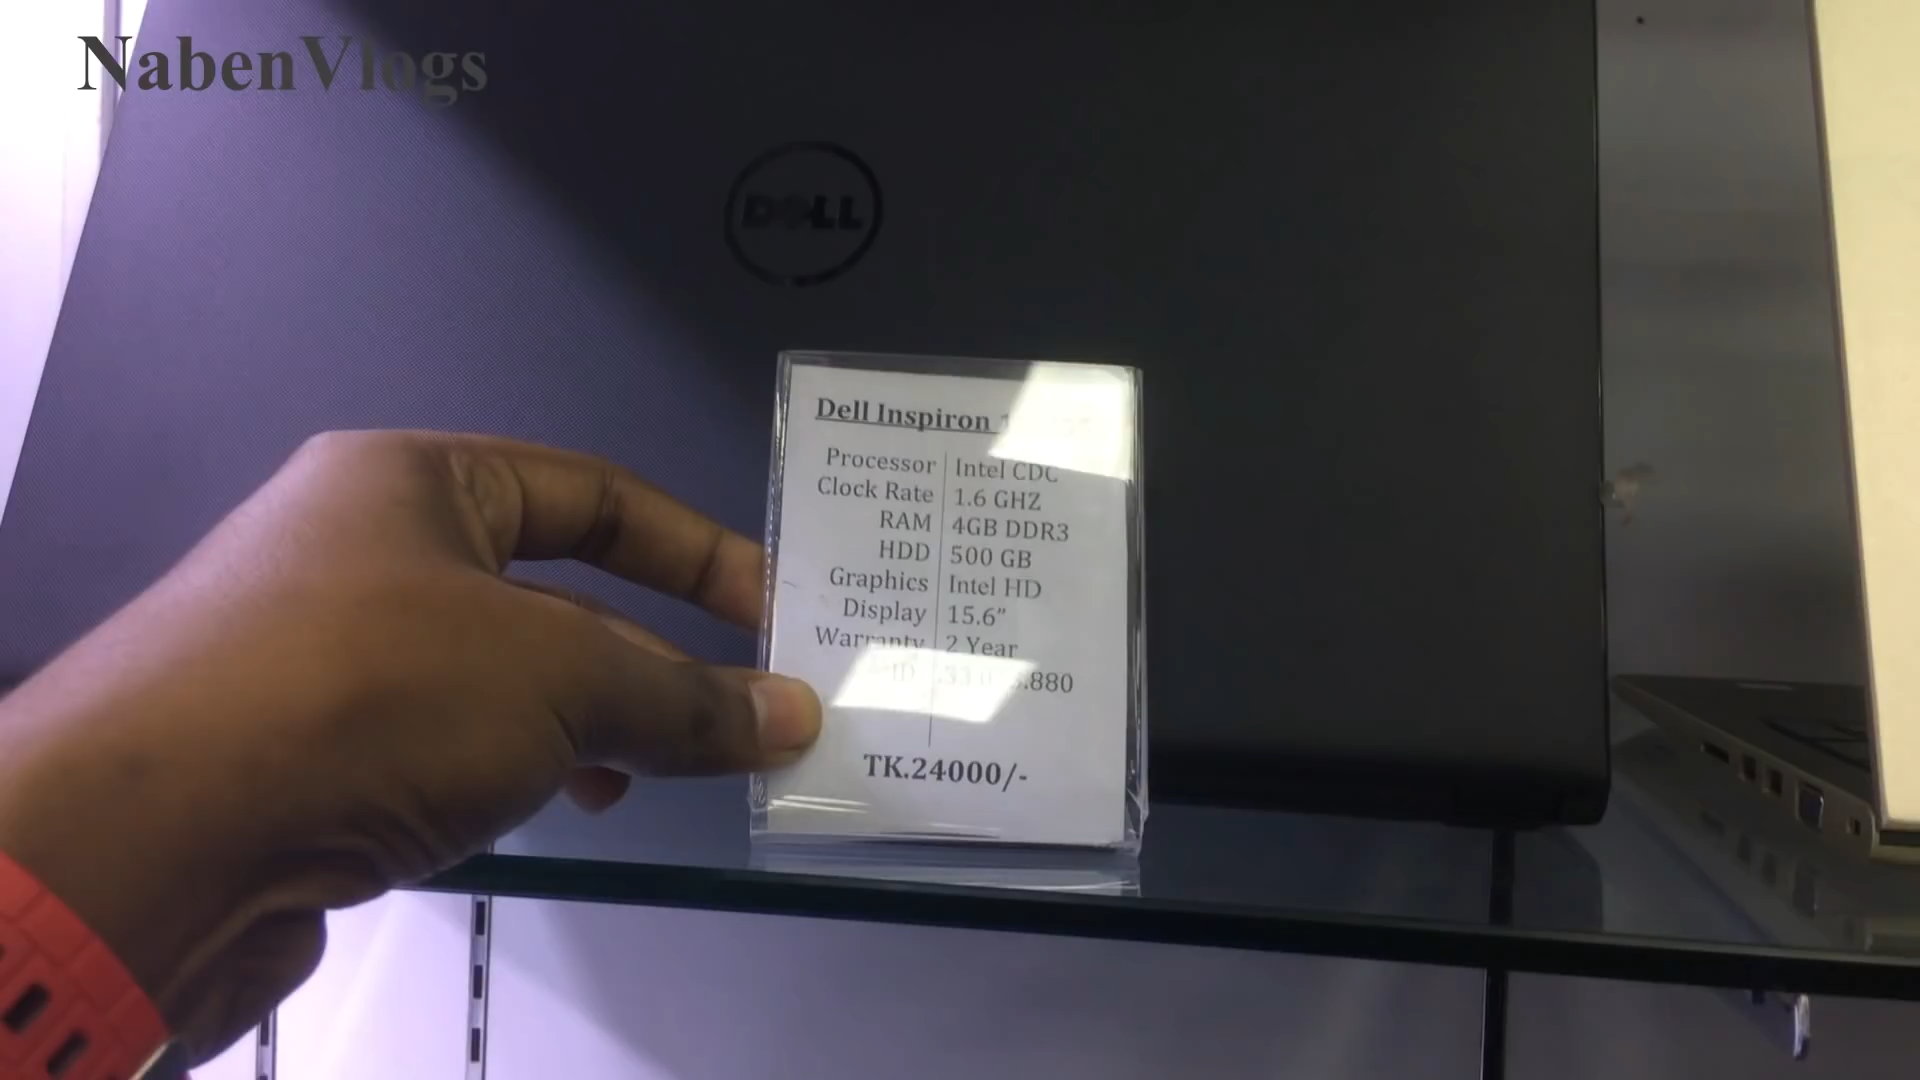 NabenVlogs
DELL
Dell Inspiron
Processor Intel CDC
Clock Rate 1.6 GHZ
RAM 4GB DDR3
HDD 500 GB
Graphics Intel HD
Display 15.6”
Warranty 2 Year
TK.24000/-